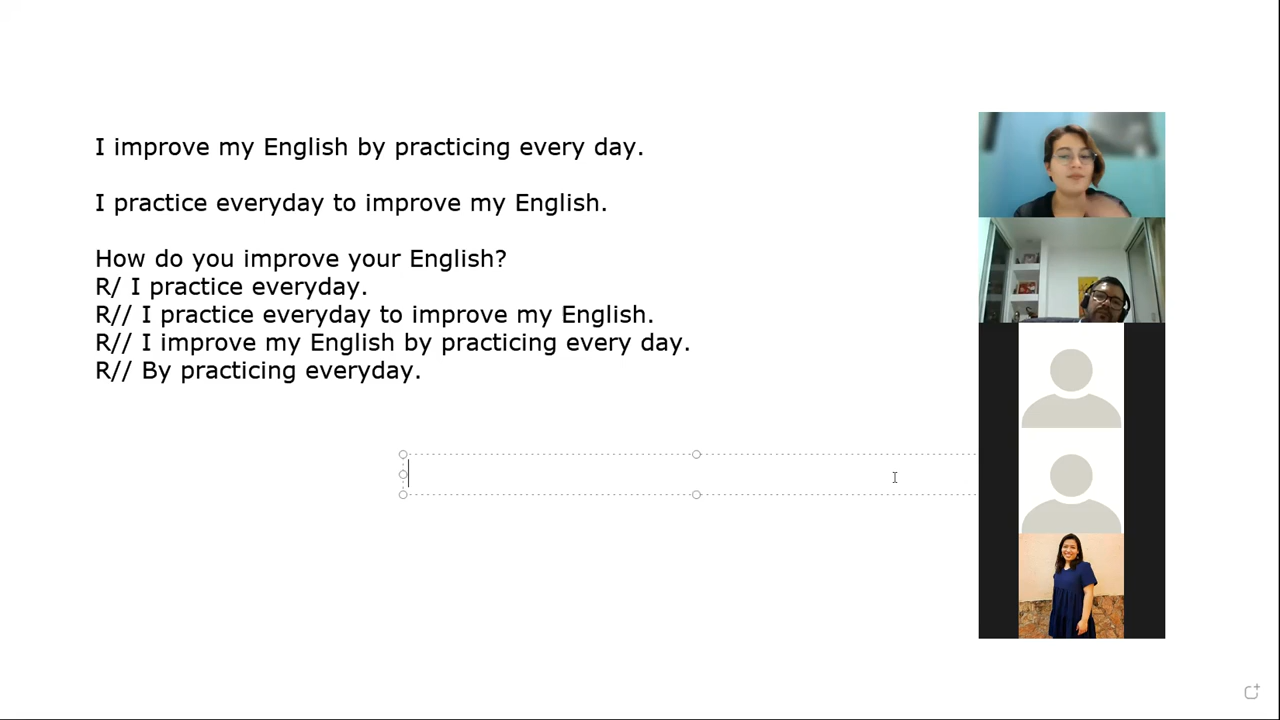 I improve my English by practicing every day.
I practice everyday to improve my English.
How do you improve your English?
R/ I practice everyday.
R// I practice everyday to improve my English.
R// I improve my English by practicing every day.
R// By practicing everyday.